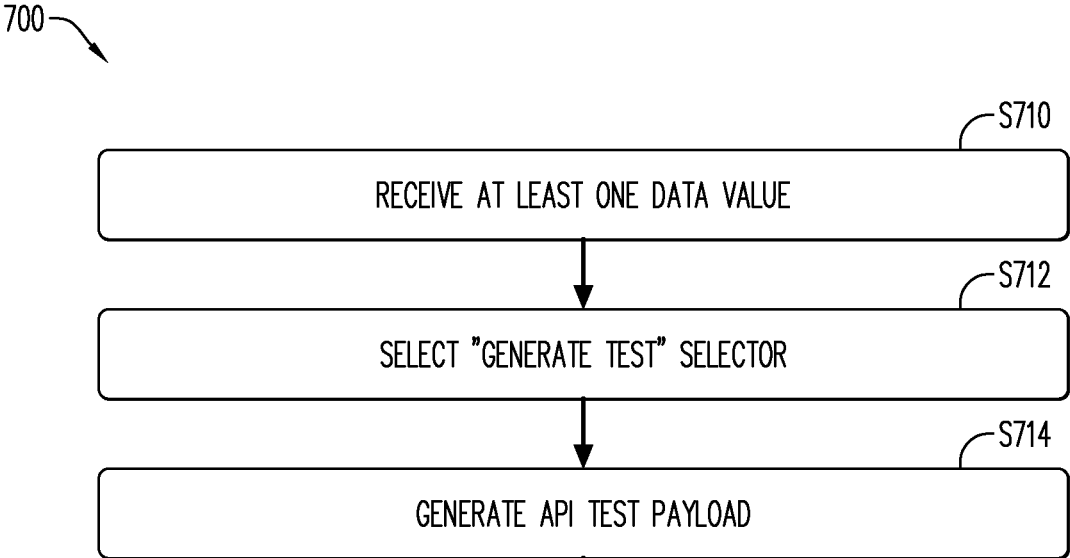 700
S710
RECEIVE AT LEAST ONE DATA VALUE
S712
SELECT "GENERATE TEST" SELECTOR
S714
GENERATE API TEST PAYLOAD